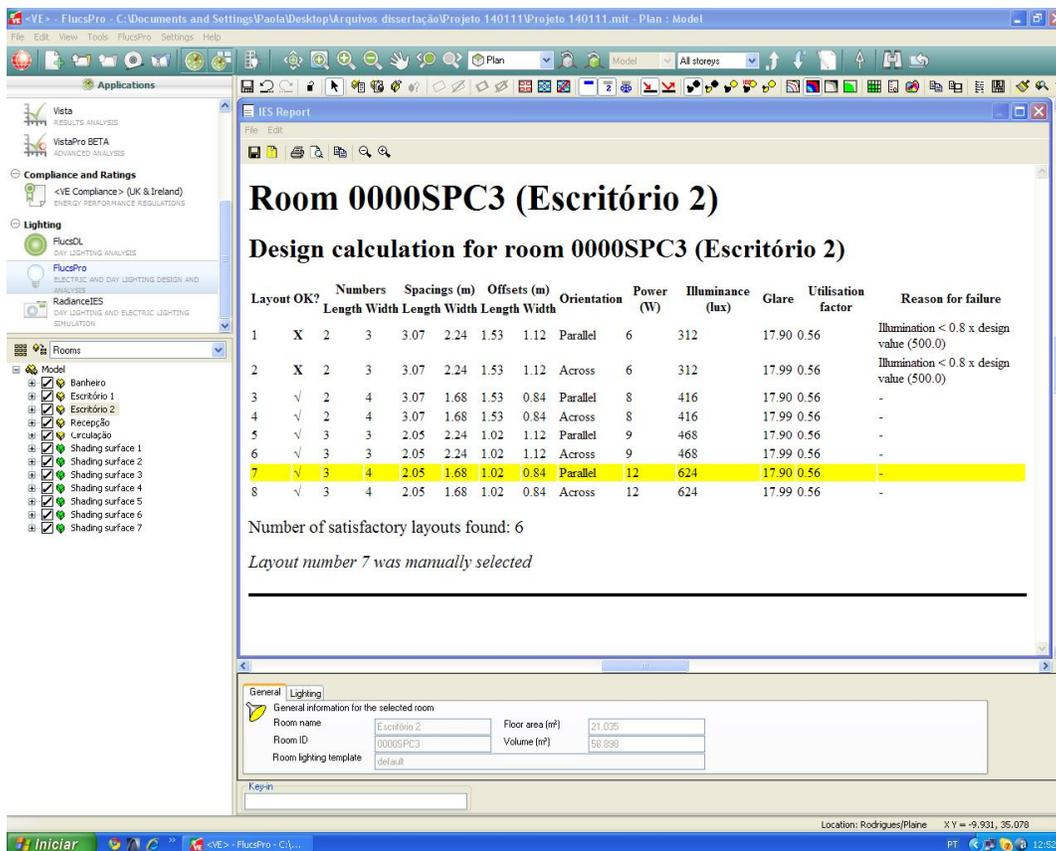 <VE> - FlucsPro - C:\Documents and Settings\Paola\Desktop\Arquivos dissertação\Projeto 140111\Projeto 140111.mit - Plan : Model
File Edit View Tools FlucsPro Settings Help
Plan Model All storeys
Applications
Vista
RESULTS ANALYSIS
VistaPro BETA
ADVANCED ANALYSIS
Compliance and Ratings
<VE Compliance> (UK & Ireland)
ENERGY PERFORMANCE REGULATIONS
Lighting
FlucsDL
DAY LIGHTING ANALYSIS
FlucsPro
ELECTRIC AND DAY LIGHTING DESIGN AND
ANALYSIS
RadianceIES
DAY LIGHTING AND ELECTRIC LIGHTING
SIMULATION
Rooms
Model
Banheiro
Escritório 1
Escritório 2
Recepção
Circulação
Shading surface 1
Shading surface 2
Shading surface 3
Shading surface 4
Shading surface 5
Shading surface 6
Shading surface 7
IES Report
File Edit
Room 0000SPC3 (Escritório 2)
Design calculation for room 0000SPC3 (Escritório 2)
Layout OK? Numbers Length Width Spacings (m) Length Width Offsets (m) Length Width Orientation Power (W) Illuminance (lux) Glare Utilisation factor Reason for failure
1 X 2 3 3.07 2.24 1.53 1.12 Parallel 6 312 17.90 0.56 Illumination < 0.8 x design value (500.0)
2 X 2 3 3.07 2.24 1.53 1.12 Across 6 312 17.99 0.56 Illumination < 0.8 x design value (500.0)
3 √ 2 4 3.07 1.68 1.53 0.84 Parallel 8 416 17.90 0.56 -
4 √ 2 4 3.07 1.68 1.53 0.84 Across 8 416 17.99 0.56 -
5 √ 3 3 2.05 2.24 1.02 1.12 Parallel 9 468 17.90 0.56 -
6 √ 3 3 2.05 2.24 1.02 1.12 Across 9 468 17.99 0.56 -
7 √ 3 4 2.05 1.68 1.02 0.84 Parallel 12 624 17.90 0.56 -
8 √ 3 4 2.05 1.68 1.02 0.84 Across 12 624 17.99 0.56 -
Number of satisfactory layouts found: 6
Layout number 7 was manually selected
General Lighting
General information for the selected room
Room name Escritório 2 Floor area (m²) 21.035
Room ID 0000SPC3 Volume (m³) 58.898
Room lighting template default
Key-in
Location: Rodrigues/Plaine X Y = -9.931, 35.078
Iniciar <VE> - FlucsPro - C:\... PT 12:52